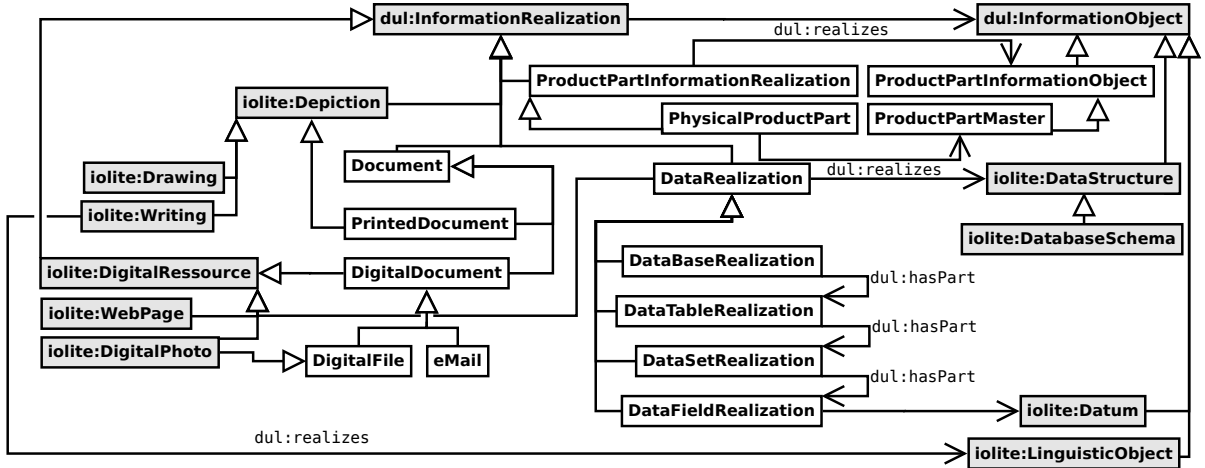 dul:InformationRealization
dul:InformationObject
dul:realizes
ProductPartInformationRealization
ProductPartInformationObject
iolite:Depiction
PhysicalProductPart
ProductPartMaster
Document
iolite:Drawing
DataRealization
dul:realizes
iolite:DataStructure
iolite:Writing
PrintedDocument
iolite:DatabaseSchema
iolite:DigitalRessource
DigitalDocument
DataBaseRealization
dul:hasPart
iolite:WebPage
DataTableRealization
dul:hasPart
iolite:DigitalPhoto
DigitalFile
eMail
DataSetRealization
dul:hasPart
DataFieldRealization
iolite:Datum
dul:realizes
iolite:LinguisticObject